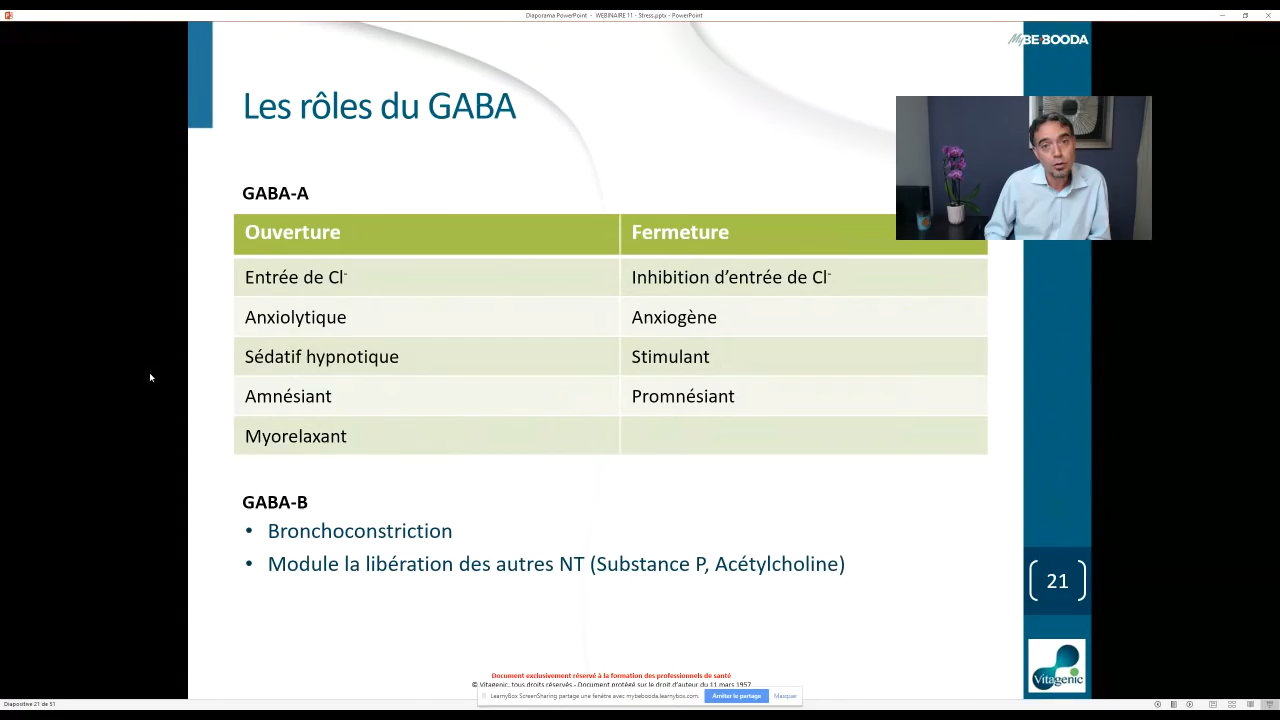 Diaporama PowerPoint - WEBINAIRE 11 - Stress.pptx - PowerPoint
MyBE•BOODA
Les rôles du GABA
GABA-A
Ouverture Fermeture
Entrée de Cl- Inhibition d’entrée de Cl-
Anxiolytique Anxiogène
Sédatif hypnotique Stimulant
Amnésiant Promnésiant
Myorelaxant
GABA-B
• Bronchoconstriction
• Module la libération des autres NT (Substance P, Acétylcholine)
21
Vitagenic
Document exclusivement réservé à la formation des professionnels de santé
© Vitagenic, tous droits réservés - Document protégé sur le droit d'auteur du 11 mars 1957
LearnyBox ScreenSharing partage une fenêtre avec mybebooda.learnybox.com. Arrêter le partage Masquer
Diapositive 21 de 51